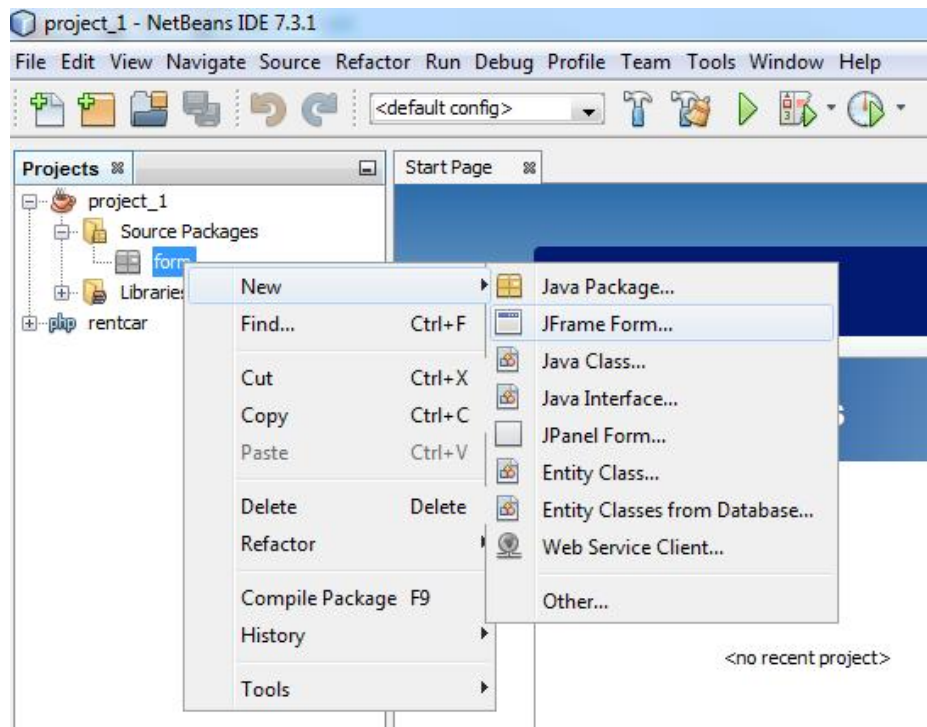 project_1 - NetBeans IDE 7.3.1
File Edit View Navigate Source Refactor Run Debug Profile Team Tools Window Help
<default config>
Projects
Start Page
project_1
Source Packages
form
Libraries
php rentcar
New
Find... Ctrl+F
Cut Ctrl+X
Copy Ctrl+C
Paste Ctrl+V
Delete Delete
Refactor
Compile Package F9
History
Tools
Java Package...
JFrame Form...
Java Class...
Java Interface...
JPanel Form...
Entity Class...
Entity Classes from Database...
Web Service Client...
Other...
<no recent project>